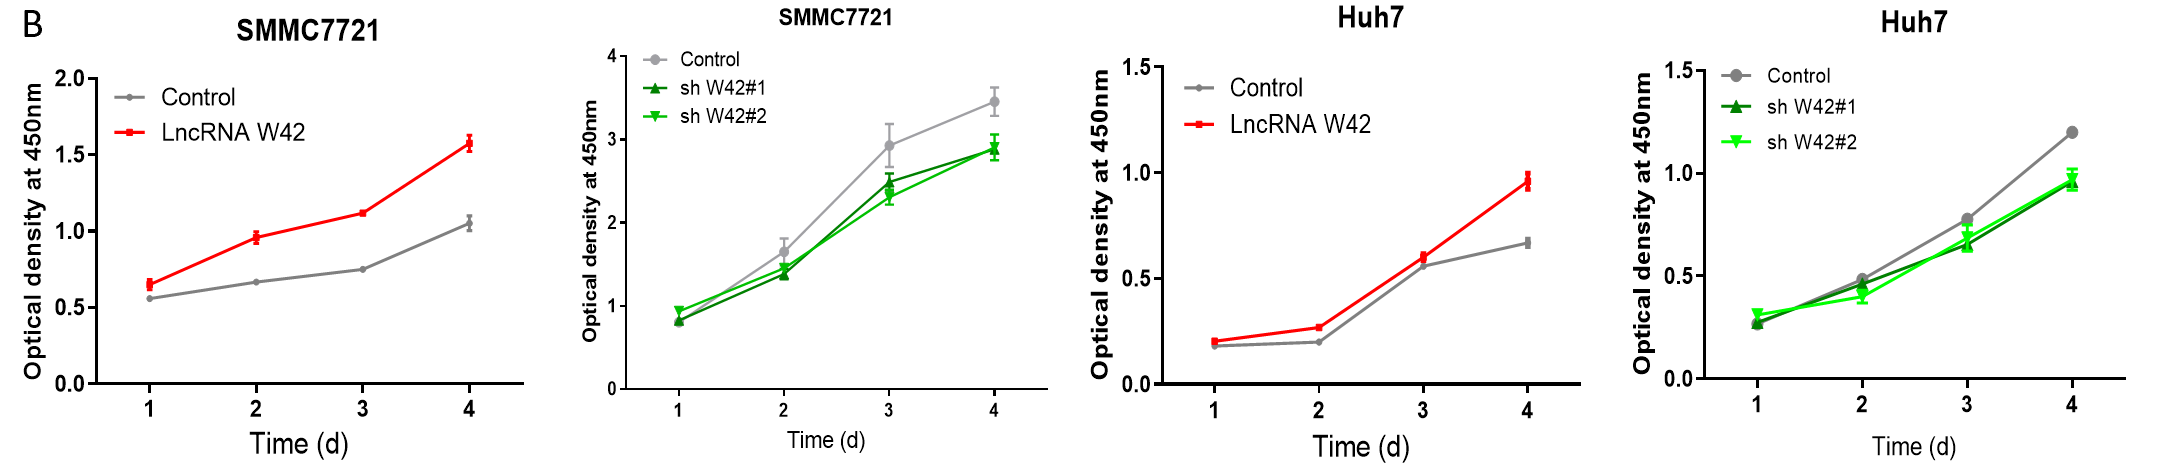 B
SMMC7721
Optical density at 450nm
2.0
1.5
1.0
0.5
0.0
Control
LncRNA W42
1 2 3 4
Time (d)
SMMC7721
Optical density at 450nm
4
3
2
1
0
Control
sh W42#1
sh W42#2
1 2 3 4
Time (d)
Huh7
Optical density at 450nm
1.5
1.0
0.5
0.0
Control
LncRNA W42
1 2 3 4
Time (d)
Huh7
Optical density at 450nm
1.5
1.0
0.5
0.0
Control
sh W42#1
sh W42#2
1 2 3 4
Time (d)